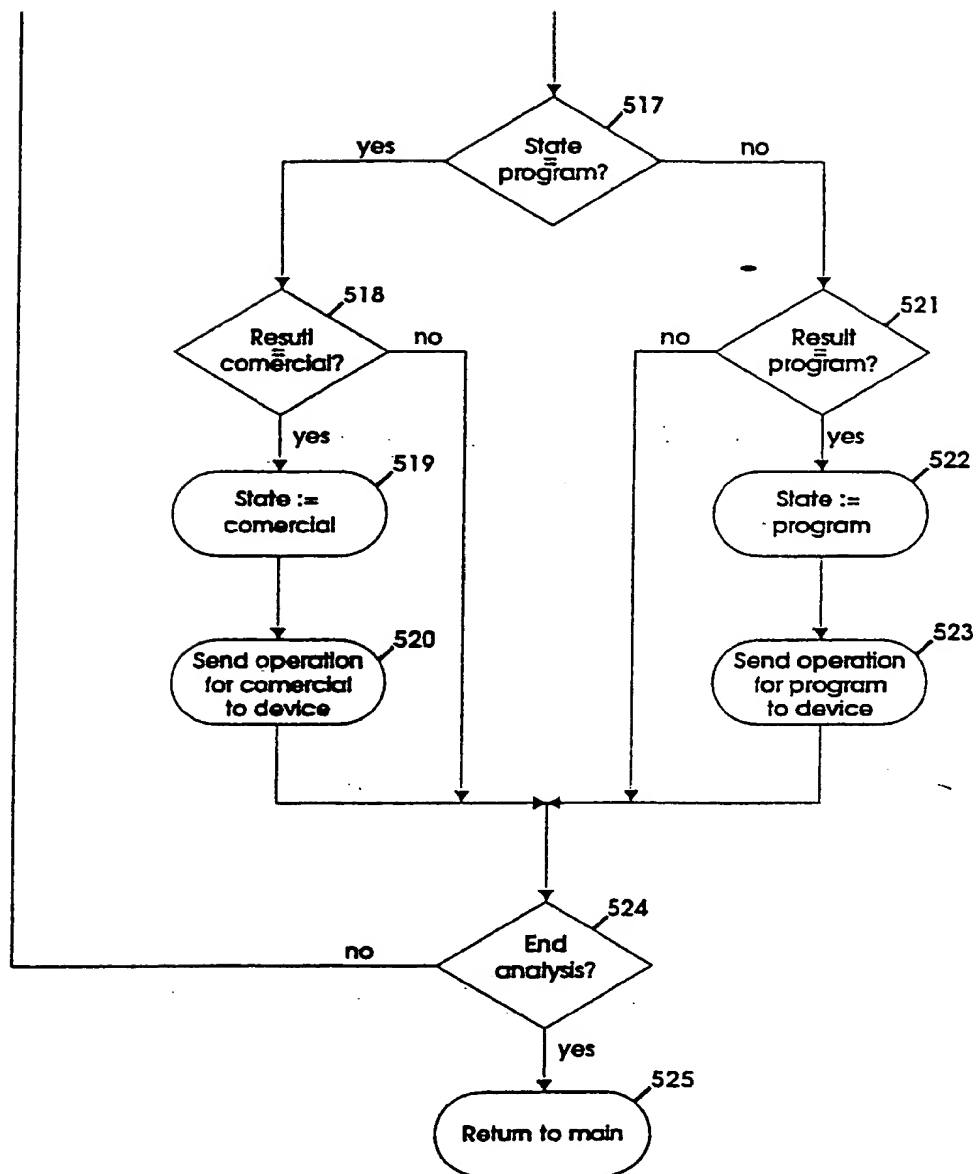 517
State
=
program?
yes
no
518
Result
=
comercial?
no
yes
521
Result
=
program?
no
yes
519
State :=
comercial
522
State :=
program
520
Send operation
for comercial
to device
523
Send operation
for program
to device
524
End
analysis?
no
yes
525
Return to main